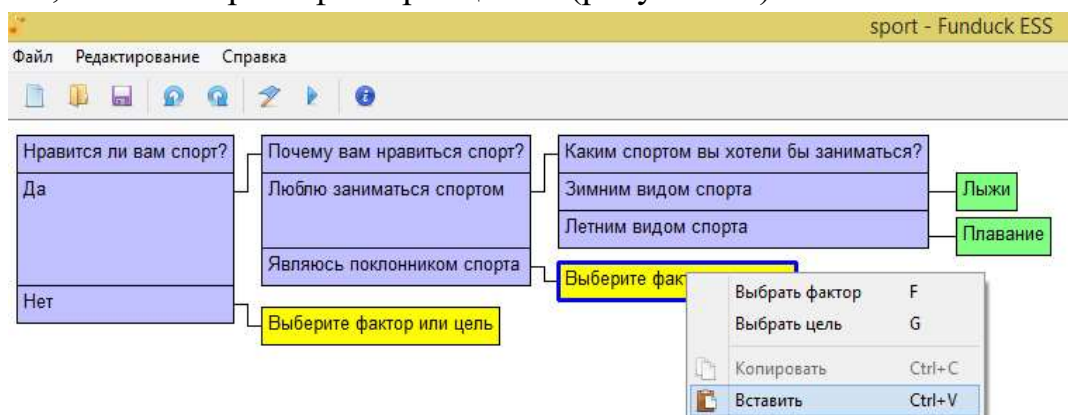 sport - Funduck ESS
Файл Редактирование Справка
Нравится ли вам спорт? Почему вам нравиться спорт? Каким спортом вы хотели бы заниматься?
Да Люблю заниматься спортом Зимним видом спорта Лыжи
Летним видом спорта Плавание
Являюсь поклонником спорта Выберите
Нет Выберите фактор или цель
Выбрать фактор F
Выбрать цель G
Копировать Ctrl+C
Вставить Ctrl+V